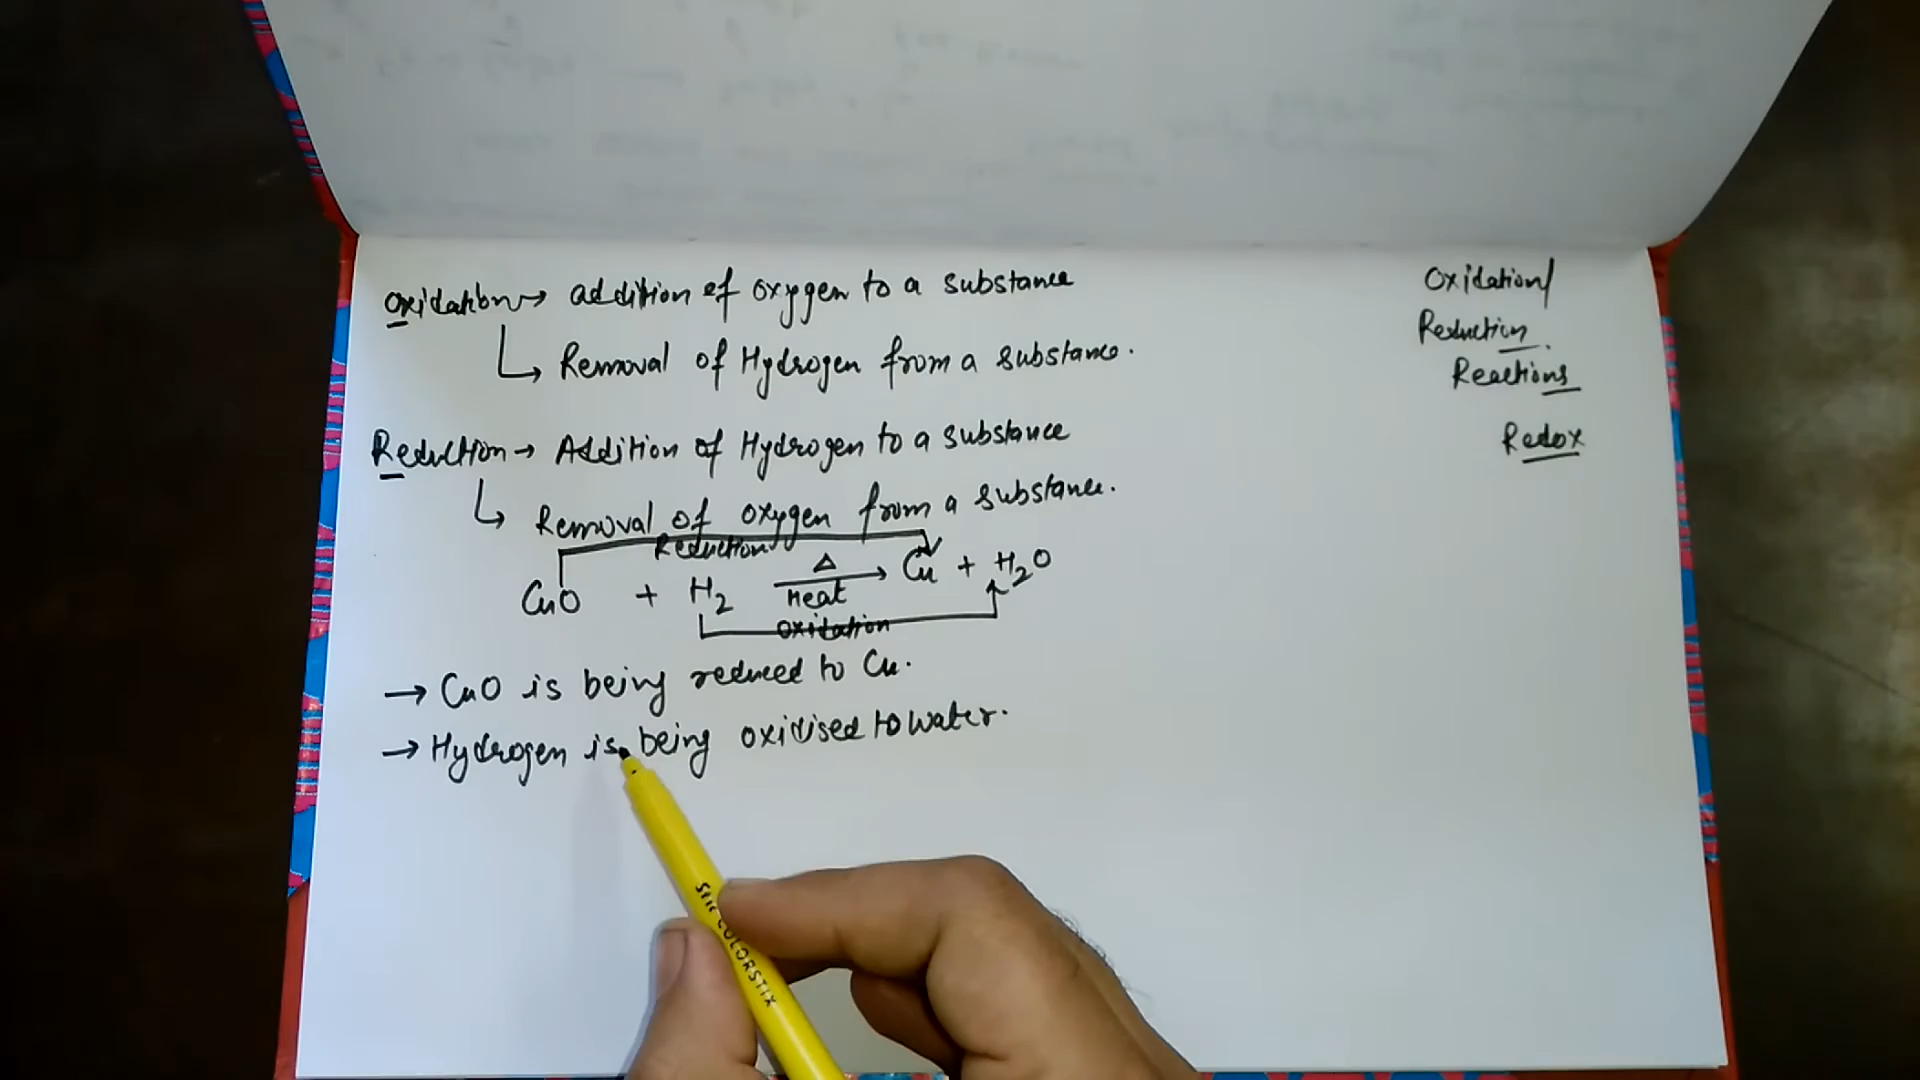 Oxidation → addition of oxygen to a substance
↳ Removal of Hydrogen from a substance.
Reduction → Addition of Hydrogen to a substance
↳ Removal of oxygen from a substance.
Reduction
CuO + H₂ Δ → Cu + H₂O
heat
oxidation
→ CuO is being reduced to Cu.
→ Hydrogen is being oxidised to water.
Oxidation/
Reduction
Reactions
Redox
STIC COLORSTIX